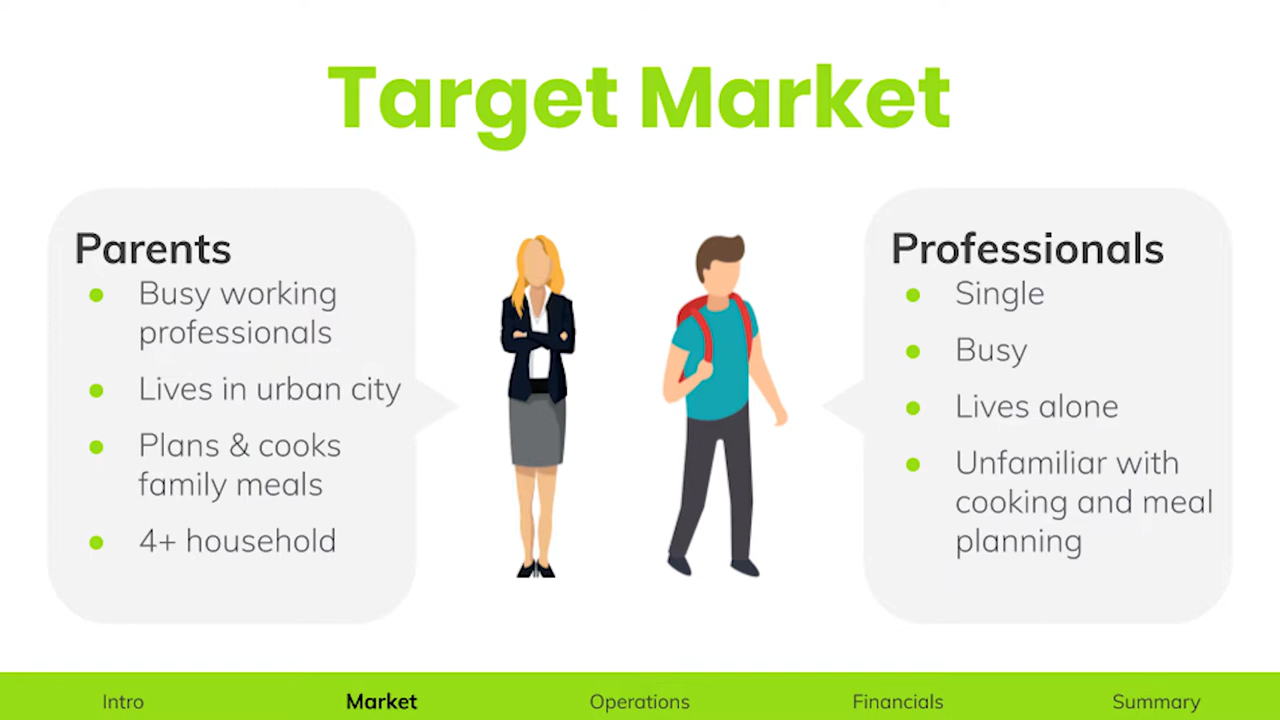 Target Market
Parents
Busy working
professionals
Lives in urban city
Plans & cooks
family meals
4+ household
Professionals
Single
Busy
Lives alone
Unfamiliar with
cooking and meal
planning
Intro Market Operations Financials Summary